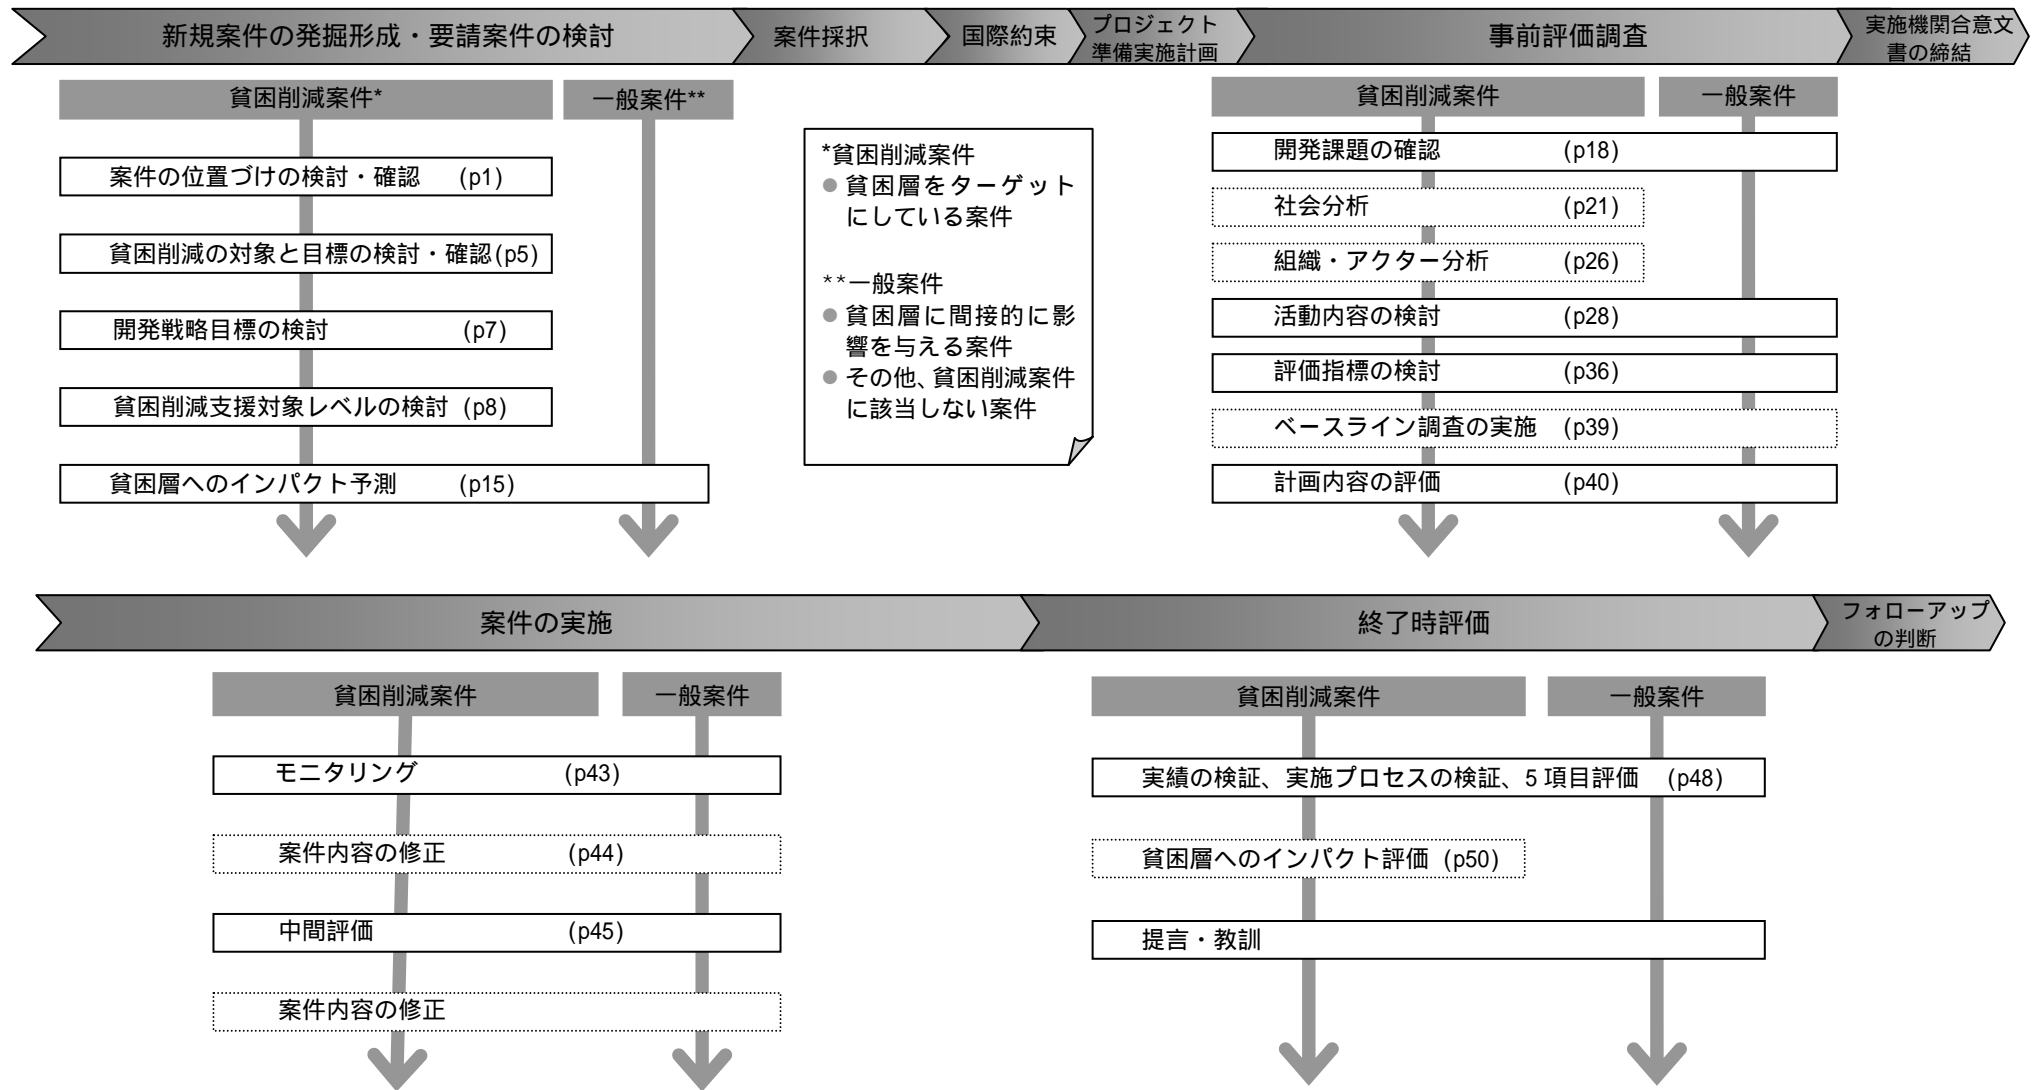 新規案件の発掘形成・要請案件の検討
案件採択
国際約束
プロジェクト
準備実施計画
事前評価調査
実施機関合意文
書の締結
貧困削減案件*
一般案件**
案件の位置づけの検討・確認 (p1)
貧困削減の対象と目標の検討・確認(p5)
開発戦略目標の検討 (p7)
貧困削減支援対象レベルの検討 (p8)
貧困層へのインパクト予測 (p15)
*貧困削減案件
● 貧困層をターゲット
にしている案件
**一般案件
● 貧困層に間接的に影
響を与える案件
● その他、貧困削減案件
に該当しない案件
貧困削減案件
一般案件
開発課題の確認 (p18)
社会分析 (p21)
組織・アクター分析 (p26)
活動内容の検討 (p28)
評価指標の検討 (p36)
ベースライン調査の実施 (p39)
計画内容の評価 (p40)
案件の実施
終了時評価
フォローアップ
の判断
貧困削減案件
一般案件
モニタリング (p43)
案件内容の修正 (p44)
中間評価 (p45)
案件内容の修正
貧困削減案件
一般案件
実績の検証、実施プロセスの検証、5 項目評価 (p48)
貧困層へのインパクト評価 (p50)
提言・教訓